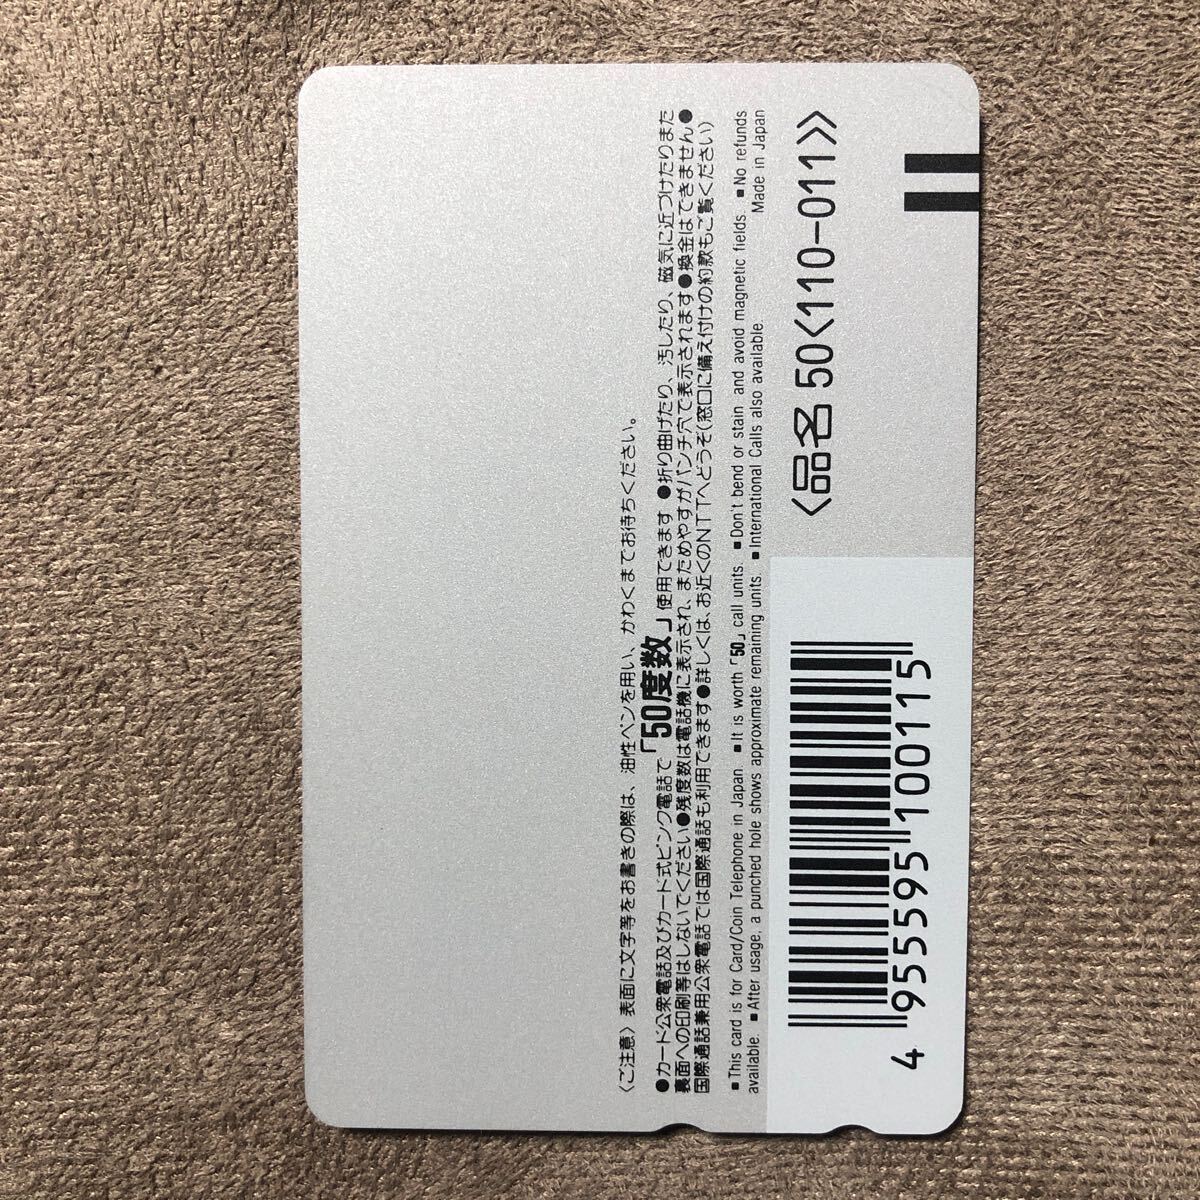 〈ご注意〉表面に文字等をお書きの際は、油性ペンを用い、かわくまでお待ちください。
●カード公衆電話及びカード式ピンク電話で「50度数」使用できます ●折り曲げたり、汚したり、磁気に近づけたりまた
裏面への印刷等はしないでください●残度数は電話機に表示され、まためやすがパンチ穴で表示されます●換金はできません●
国際通話兼用公衆電話では国際通話も利用できます●詳しくは、お近くのNTTへどうぞ(窓口に備え付けの約款もご覧ください)
■This card is for Card/Coin Telephone in Japan. ■It is worth「50」call units. ■Don't bend or stain and avoid magnetic fields. ■No refunds
available. ■After usage, a punched hole shows approximate remaining units. ■International Calls also available. Made in Japan
〈品名 50〈110-011〉〉
4 955595 100115